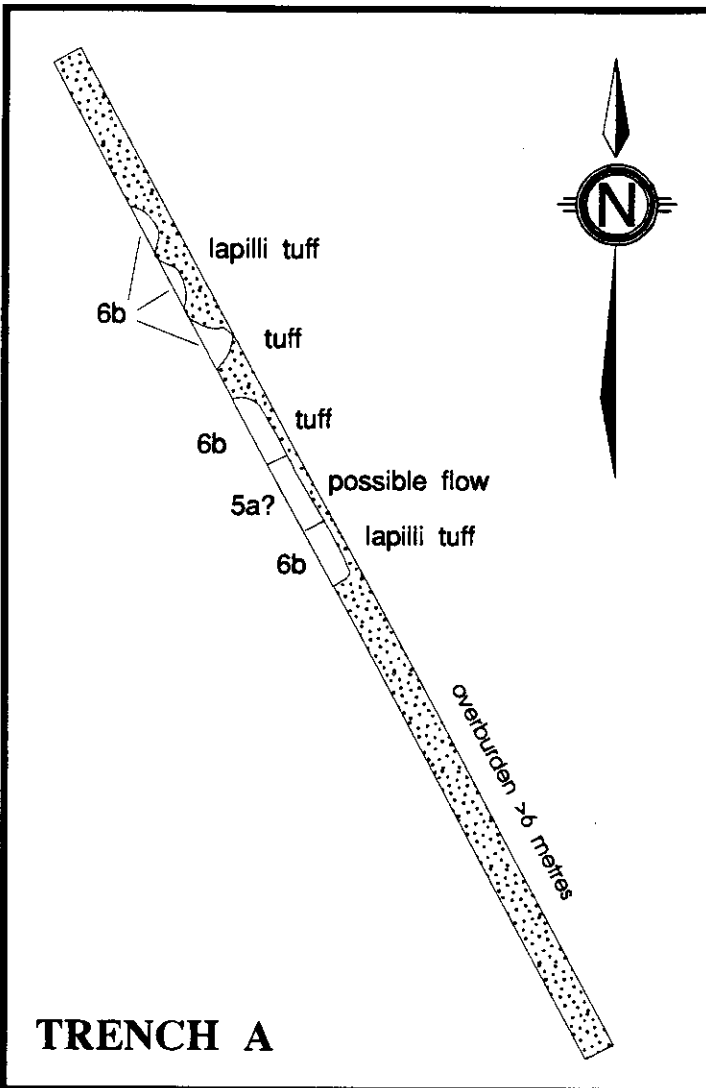 N
lapilli tuff
6b
tuff
tuff
6b
possible flow
5a?
lapilli tuff
6b
overburden >6 metres
TRENCH A